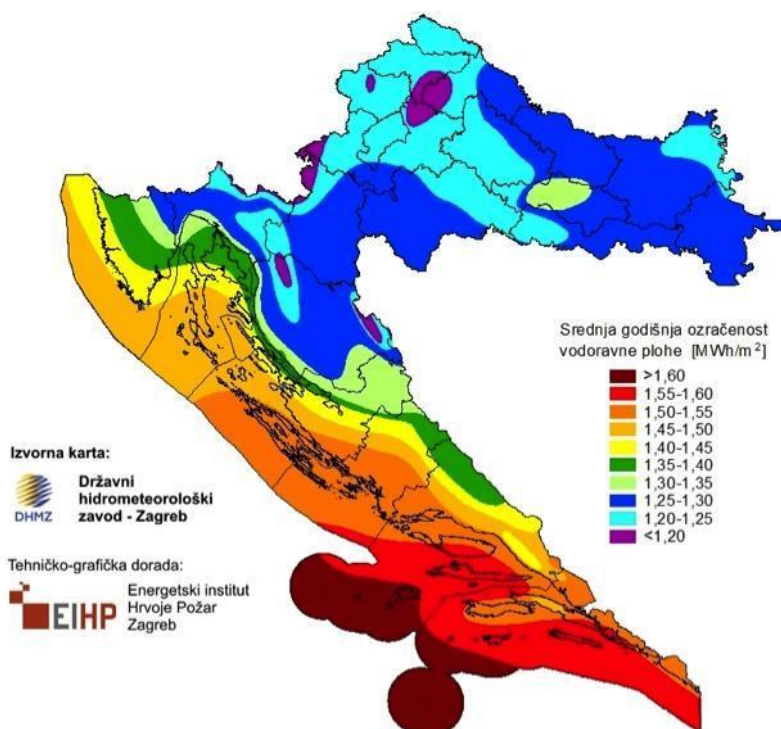 Srednja godišnja ozračenost
vodoravne plohe [MWh/m²]
>1,60
1,55-1,60
1,50-1,55
1,45-1,50
1,40-1,45
1,35-1,40
1,30-1,35
1,25-1,30
1,20-1,25
<1,20
Izvorna karta:
DHMZ
Državni
hidrometeorološki
zavod - Zagreb
Tehničko-grafička dorada:
EIHP
Energetski institut
Hrvoje Požar
Zagreb